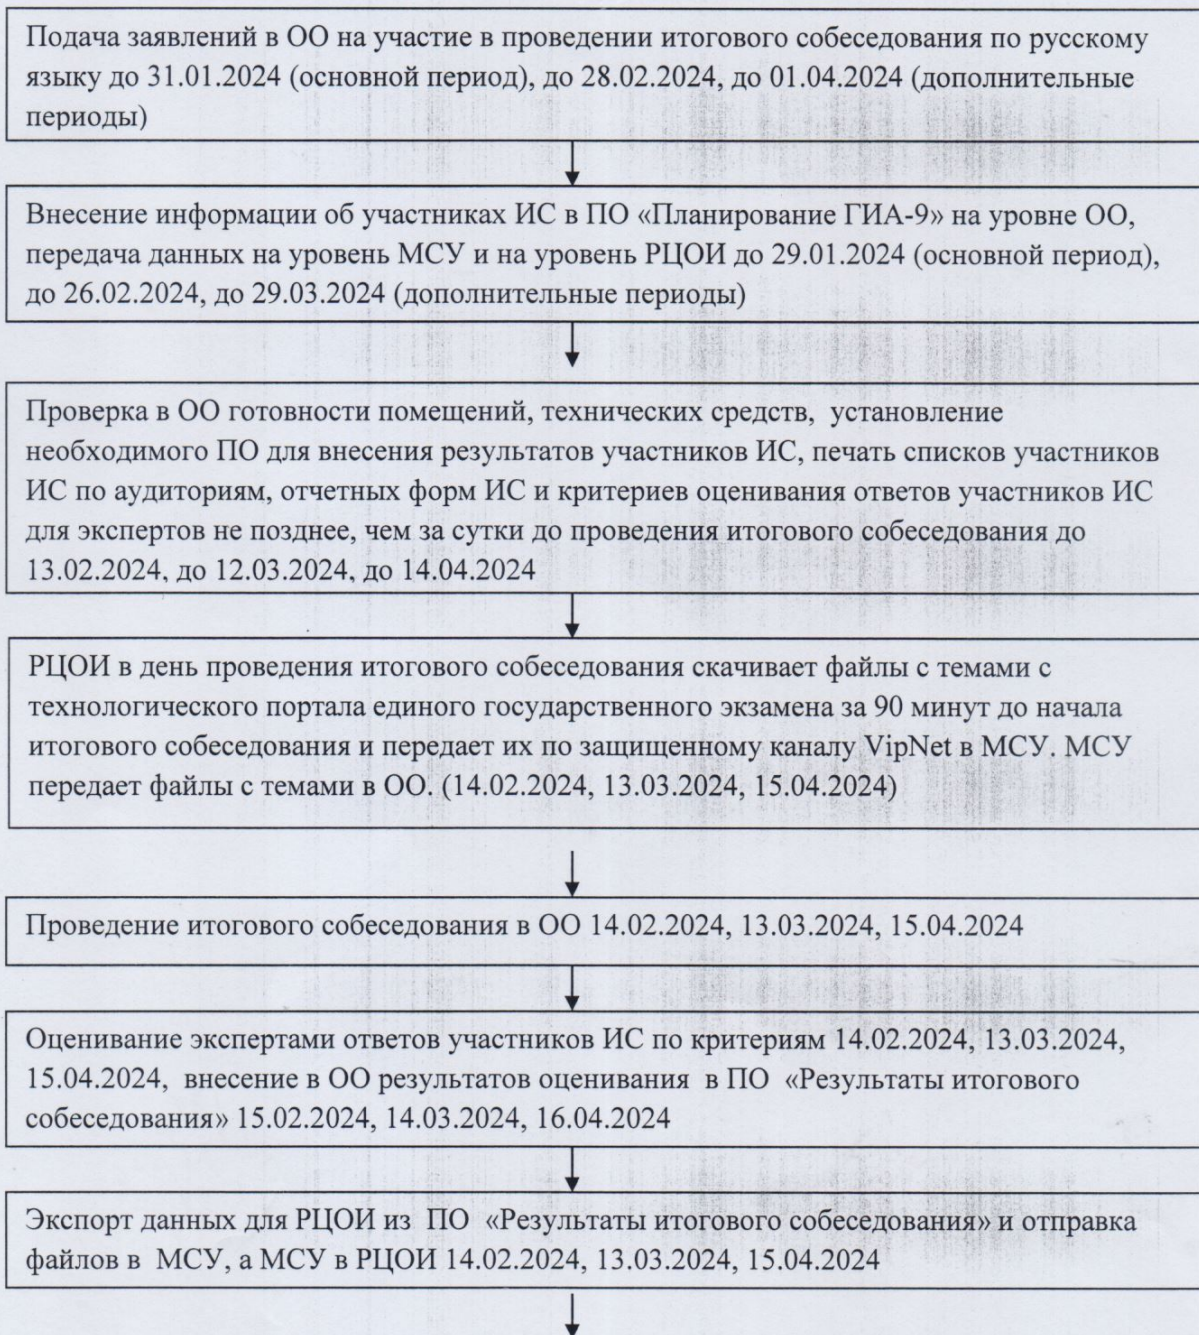 Подача заявлений в ОО на участие в проведении итогового собеседования по русскому
языку до 31.01.2024 (основной период), до 28.02.2024, до 01.04.2024 (дополнительные
периоды)
Внесение информации об участниках ИС в ПО «Планирование ГИА-9» на уровне ОО,
передача данных на уровень МСУ и на уровень РЦОИ до 29.01.2024 (основной период),
до 26.02.2024, до 29.03.2024 (дополнительные периоды)
Проверка в ОО готовности помещений, технических средств, установление
необходимого ПО для внесения результатов участников ИС, печать списков участников
ИС по аудиториям, отчетных форм ИС и критериев оценивания ответов участников ИС
для экспертов не позднее, чем за сутки до проведения итогового собеседования до
13.02.2024, до 12.03.2024, до 14.04.2024
РЦОИ в день проведения итогового собеседования скачивает файлы с темами с
технологического портала единого государственного экзамена за 90 минут до начала
итогового собеседования и передает их по защищенному каналу VipNet в МСУ. МСУ
передает файлы с темами в ОО. (14.02.2024, 13.03.2024, 15.04.2024)
Проведение итогового собеседования в ОО 14.02.2024, 13.03.2024, 15.04.2024
Оценивание экспертами ответов участников ИС по критериям 14.02.2024, 13.03.2024,
15.04.2024, внесение в ОО результатов оценивания в ПО «Результаты итогового
собеседования» 15.02.2024, 14.03.2024, 16.04.2024
Экспорт данных для РЦОИ из ПО «Результаты итогового собеседования» и отправка
файлов в МСУ, а МСУ в РЦОИ 14.02.2024, 13.03.2024, 15.04.2024